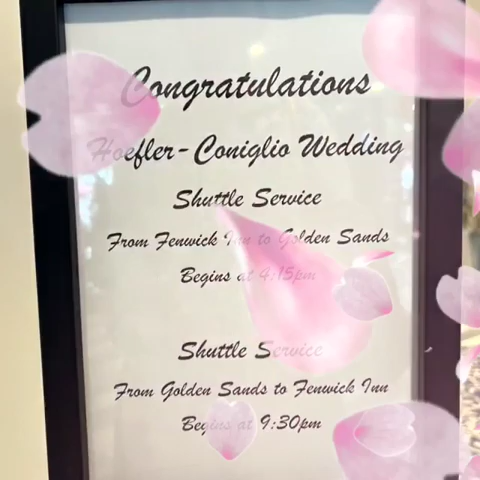 Congratulations
Hoefler-Coniglio Wedding
Shuttle Service
From Fenwick Inn to Golden Sands
Begins at 4:15pm
Shuttle Service
From Golden Sands to Fenwick Inn
Begins at 9:30pm